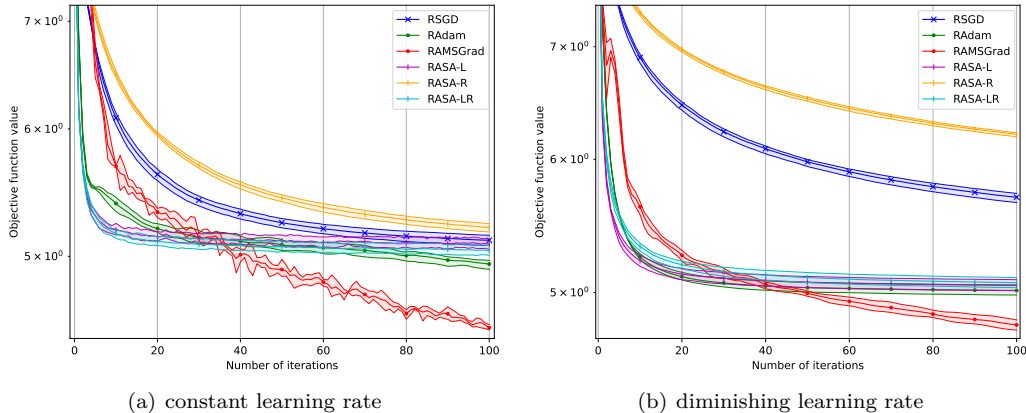 7 × 10⁰
6 × 10⁰
5 × 10⁰
Objective function value
RSGD
RAdam
RAMSGrad
RASA-L
RASA-R
RASA-LR
0 20 40 60 80 100
Number of iterations
(a) constant learning rate
7 × 10⁰
6 × 10⁰
5 × 10⁰
Objective function value
RSGD
RAdam
RAMSGrad
RASA-L
RASA-R
RASA-LR
0 20 40 60 80 100
Number of iterations
(b) diminishing learning rate